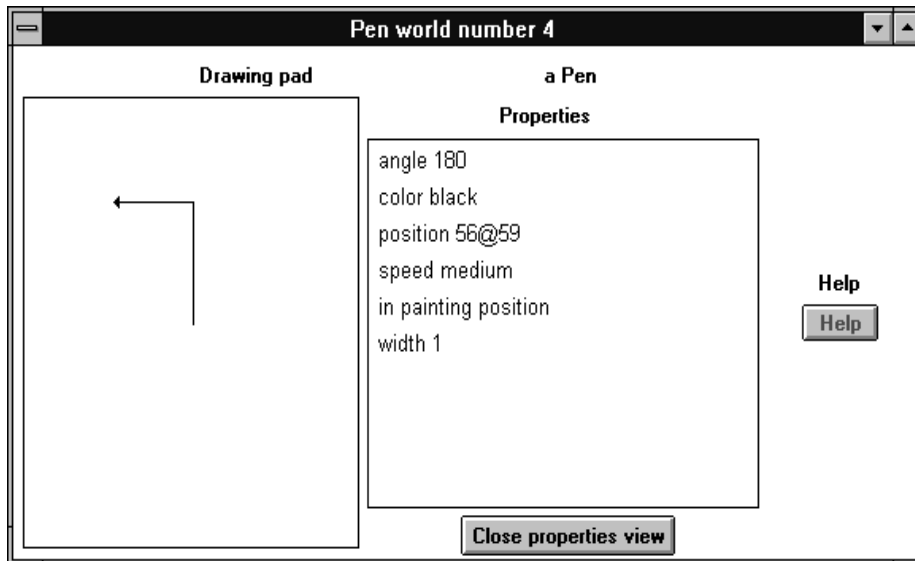 Pen world number 4
Drawing pad
a Pen
Properties
angle 180
color black
position 56@59
speed medium
in painting position
width 1
Help
Help
Close properties view